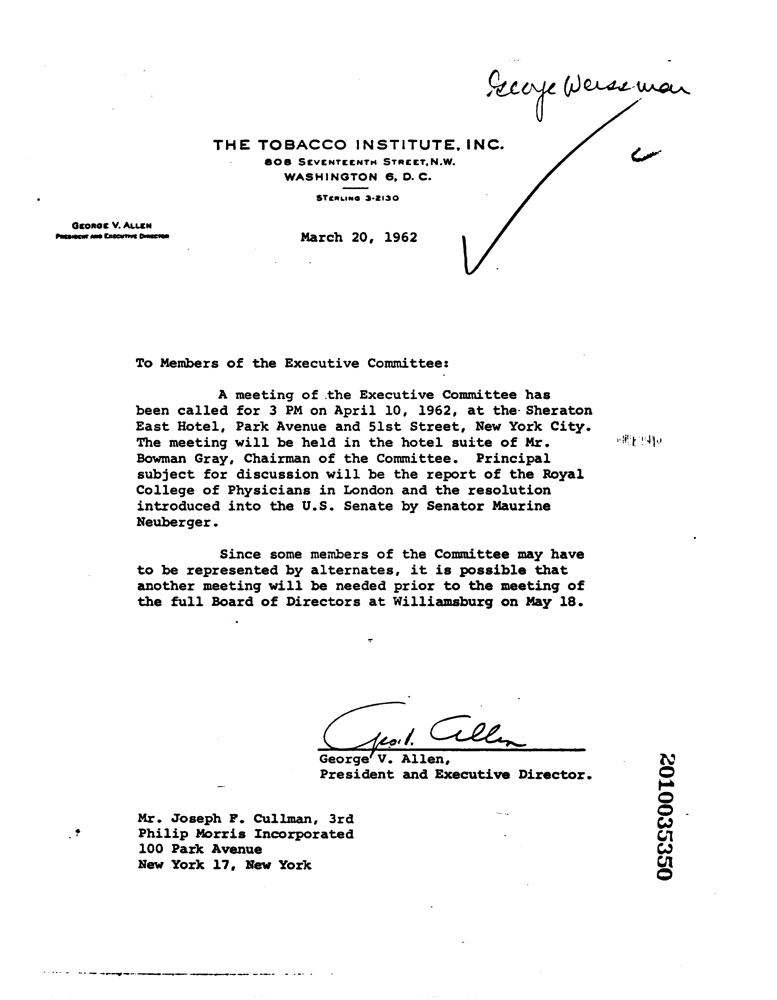 George Weissman
THE TOBACCO INSTITUTE, INC.
808 SEVENTEENTH STREET, N.W.
WASHINGTON 6, D. C.
STERLING 3-2130
GEORGE V. ALLEN
PRESIDENT AND EXECUTIVE DIRECTOR
March 20, 1962
To Members of the Executive Committee:
A meeting of the Executive Committee has
been called for 3 PM on April 10, 1962, at the Sheraton
East Hotel, Park Avenue and 51st Street, New York City.
The meeting will be held in the hotel suite of Mr.
Bowman Gray, Chairman of the Committee. Principal
subject for discussion will be the report of the Royal
College of Physicians in London and the resolution
introduced into the U.S. Senate by Senator Maurine
Neuberger.
Since some members of the Committee may have
to be represented by alternates, it is possible that
another meeting will be needed prior to the meeting of
the full Board of Directors at Williamsburg on May 18.
Geo. V. Allen
George V. Allen,
President and Executive Director.
Mr. Joseph F. Cullman, 3rd
Philip Morris Incorporated
100 Park Avenue
New York 17, New York
2010035350